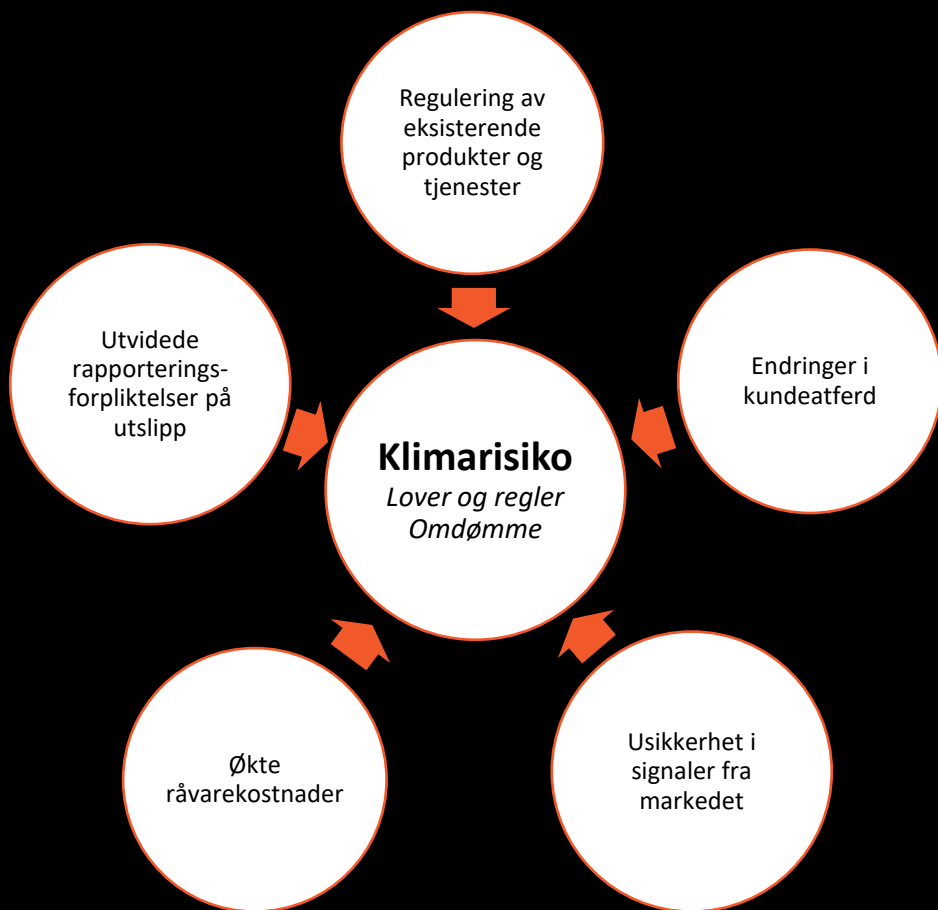 Regulering av
eksisterende
produkter og
tjenester
Utvidede
rapporterings-
forpliktelser på
utslipp
Endringer i
kundeatferd
Klimarisiko
Lover og regler
Omdømme
Økte
råvarekostnader
Usikkerhet i
signaler fra
markedet